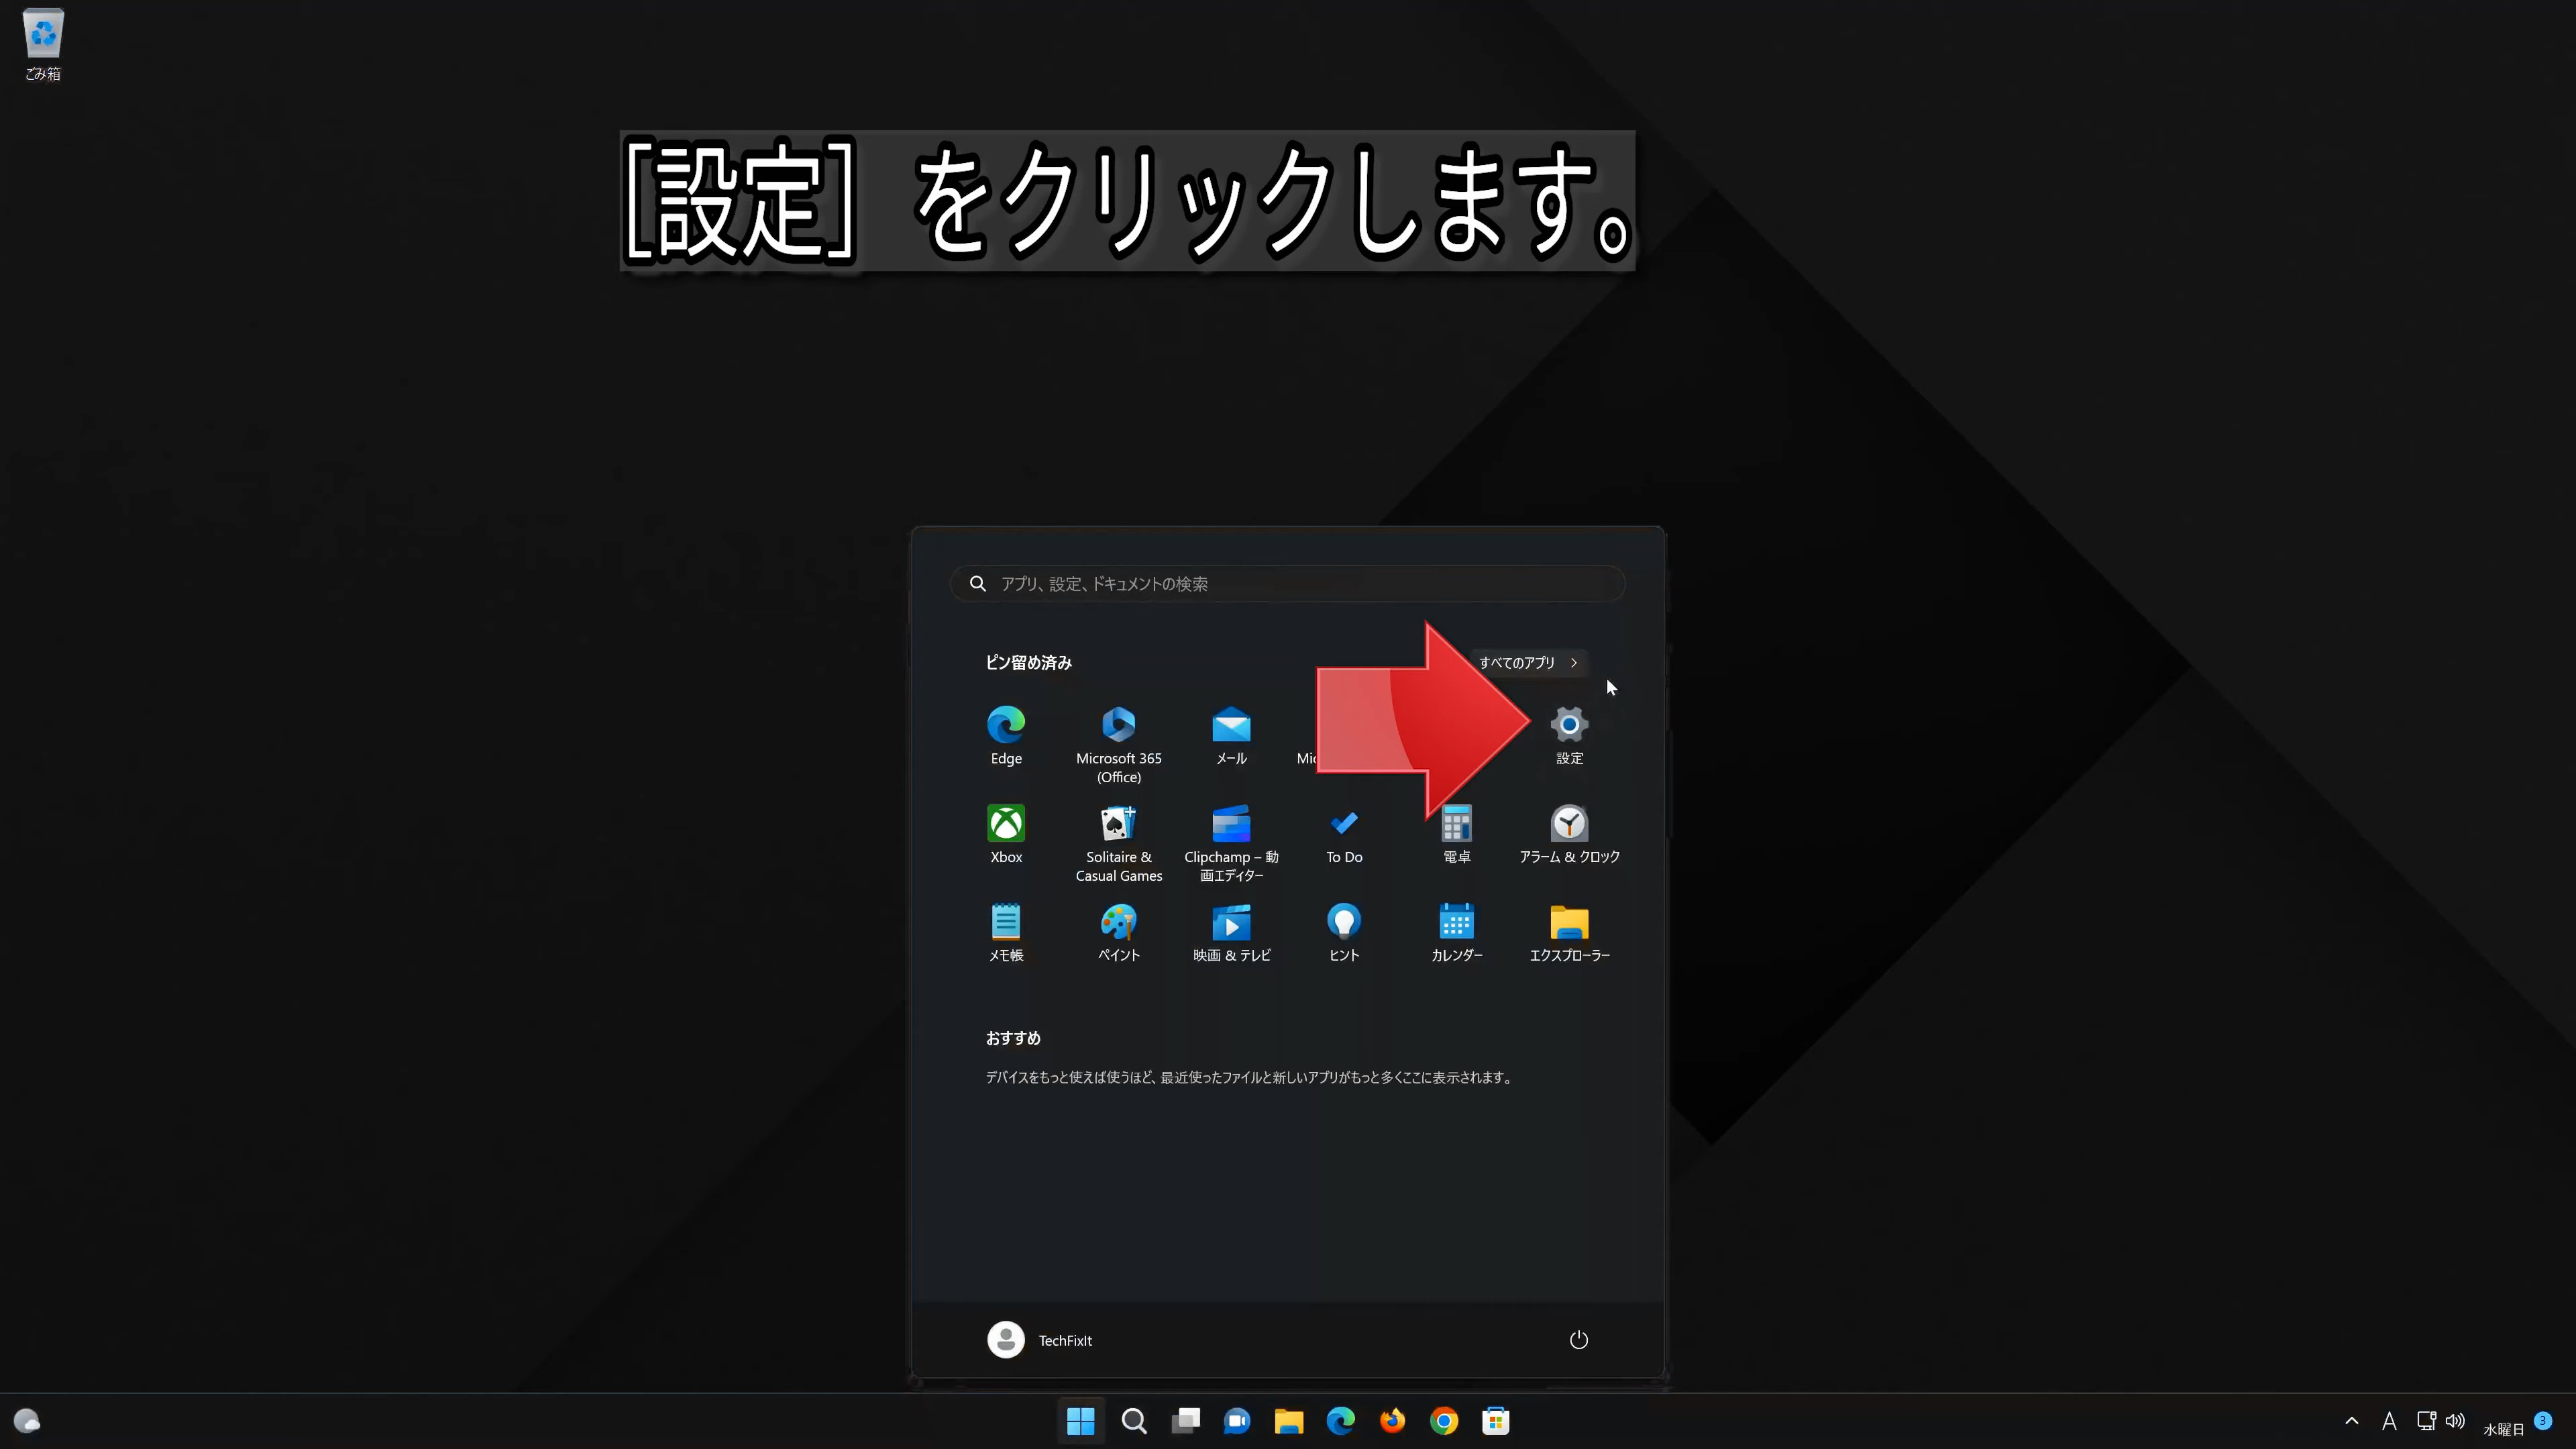 ごみ箱
[設定] をクリックします。
アプリ、設定、ドキュメントの検索
ピン留め済み
すべてのアプリ
Edge
Microsoft 365
(Office)
メール
設定
Xbox
Solitaire &
Casual Games
Clipchamp – 動
画エディター
To Do
電卓
アラーム & クロック
メモ帳
ペイント
映画 & テレビ
ヒント
カレンダー
エクスプローラー
おすすめ
デバイスをもっと使えば使うほど、最近使ったファイルと新しいアプリがもっと多くここに表示されます。
TechFixIt
A
水曜日
3